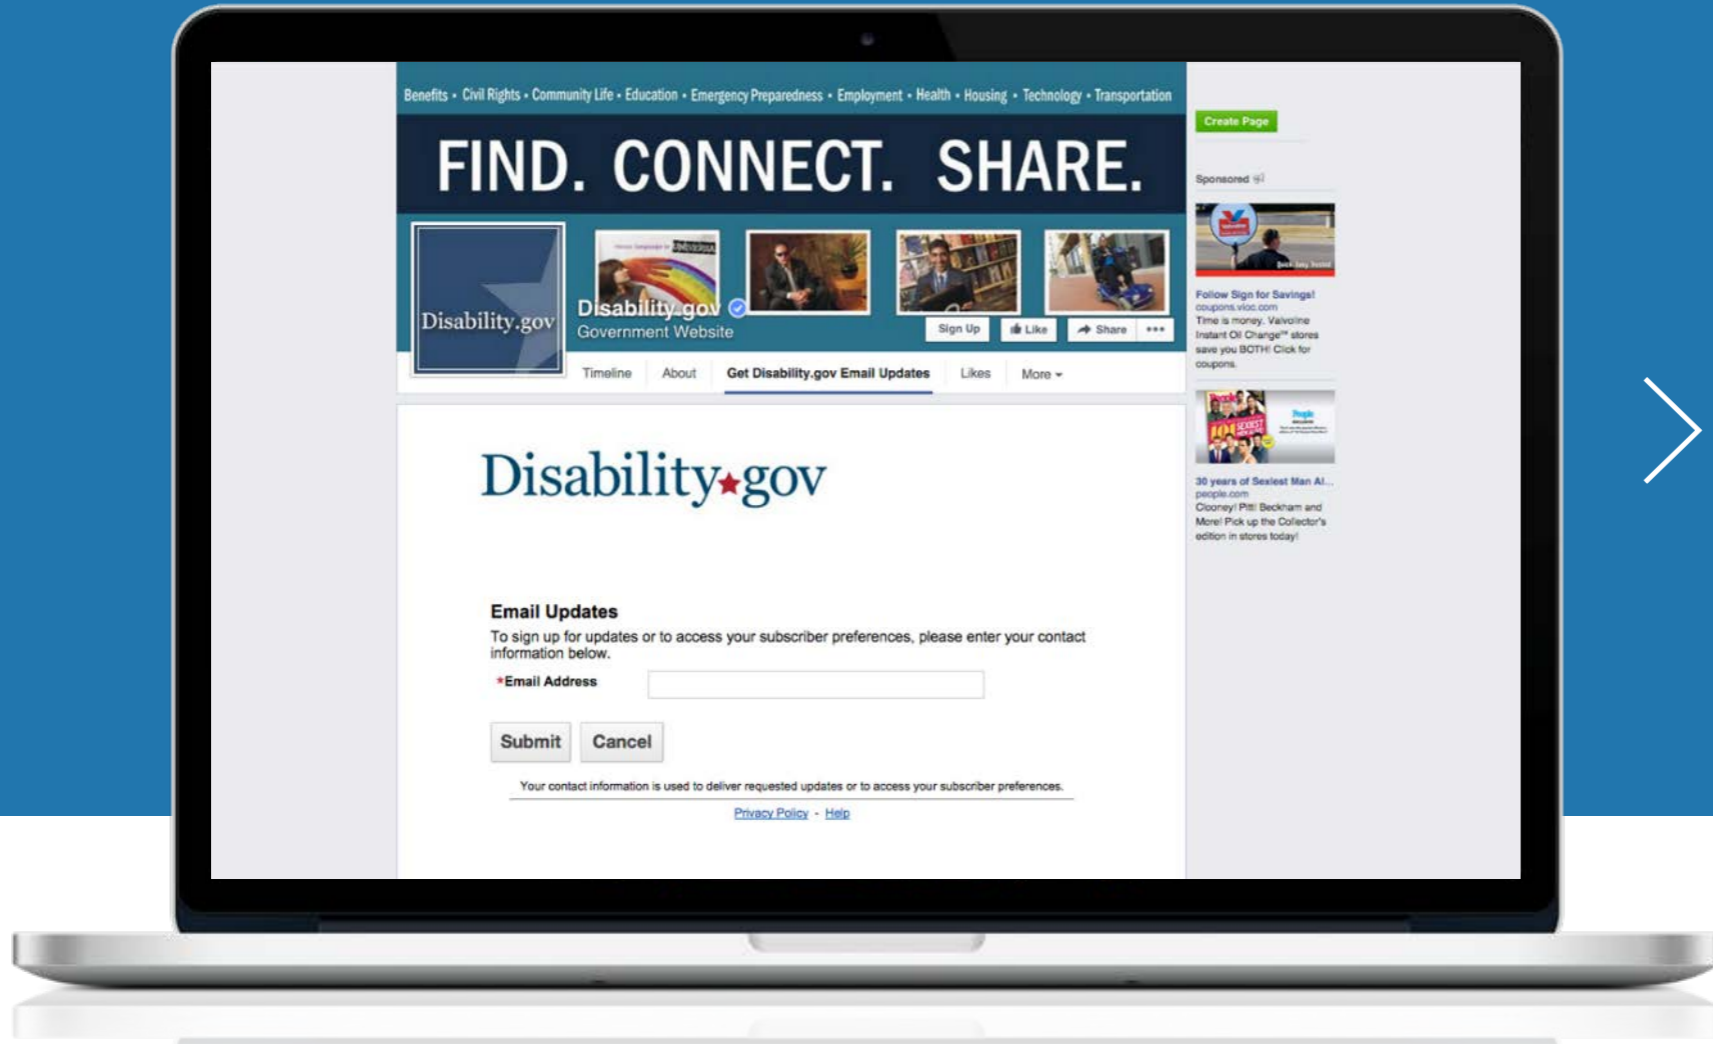 Benefits • Civil Rights • Community Life • Education • Emergency Preparedness • Employment • Health • Housing • Technology • Transportation
FIND. CONNECT. SHARE.
Disability.gov
Disability.gov
Government Website
Sign Up
Like
Share
Timeline
About
Get Disability.gov Email Updates
Likes
More
Disability gov
Email Updates
To sign up for updates or to access your subscriber preferences, please enter your contact
information below.
*Email Address
Submit
Cancel
Your contact information is used to deliver requested updates or to access your subscriber preferences.
Privacy Policy - Help
Create Page
Sponsored
Valvoline
Follow Sign for Savings!
coupons.vioc.com
Time is money. Valvoline
Instant Oil Change℠ stores
save you BOTH! Click for
coupons.
People
101 SEXIEST
People
30 years of Sexiest Man Al...
people.com
Clooney! Pitt! Beckham and
More! Pick up the Collector's
edition in stores today!